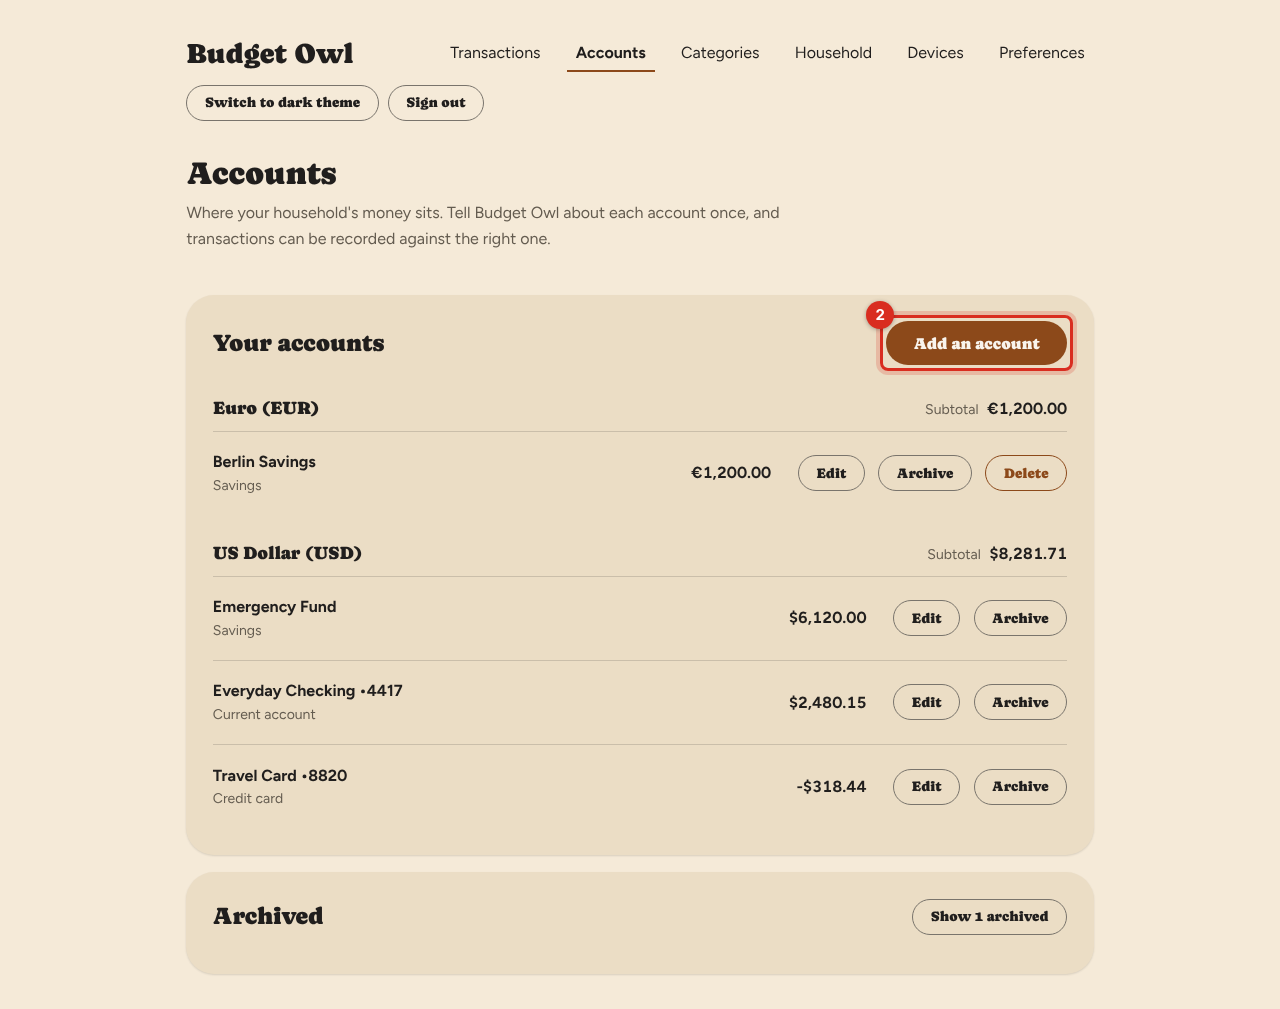 Budget Owl
Transactions Accounts Categories Household Devices Preferences
Switch to dark theme Sign out
Accounts
Where your household's money sits. Tell Budget Owl about each account once, and
transactions can be recorded against the right one.
2
Your accounts Add an account
Euro (EUR) Subtotal €1,200.00
Berlin Savings
Savings
€1,200.00 Edit Archive Delete
US Dollar (USD) Subtotal $8,281.71
Emergency Fund
Savings
$6,120.00 Edit Archive
Everyday Checking •4417
Current account
$2,480.15 Edit Archive
Travel Card •8820
Credit card
-$318.44 Edit Archive
Archived Show 1 archived